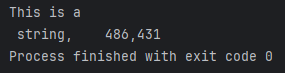 This is a
 string,    486,431
Process finished with exit code 0